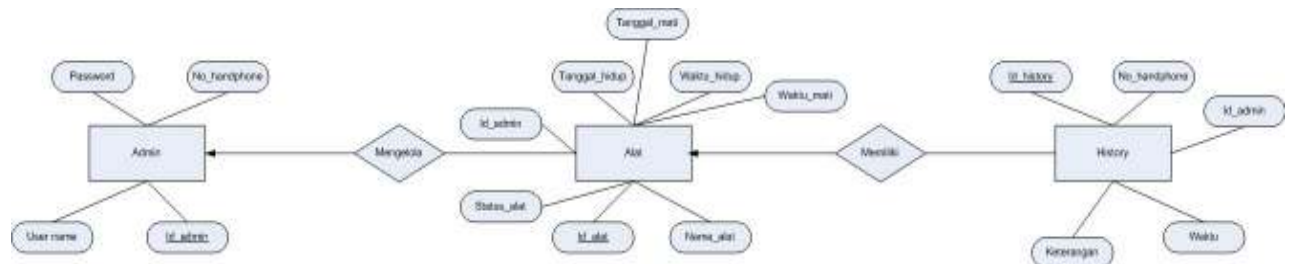 Tanggal_mati
Password
No_handphone
Tanggal_hidup
Waktu_hidup
Id_history
No_handphone
Waktu_mati
Id_admin
Id_admin
Admin
Mengelola
Alat
Memiliki
History
Status_alat
User name
Id_admin
Id_alat
Nama_alat
Keterangan
Waktu